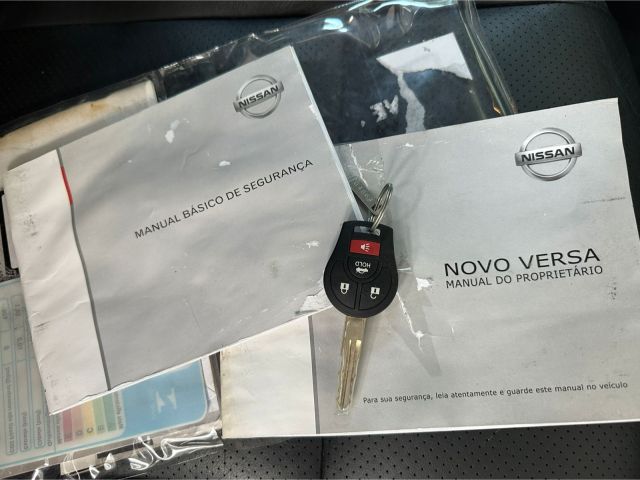 NISSAN
MANUAL BÁSICO DE SEGURANÇA
NISSAN
NOVO VERSA
MANUAL DO PROPRIETÁRIO
HOLD
Para sua segurança, leia atentamente e guarde este manual no veículo